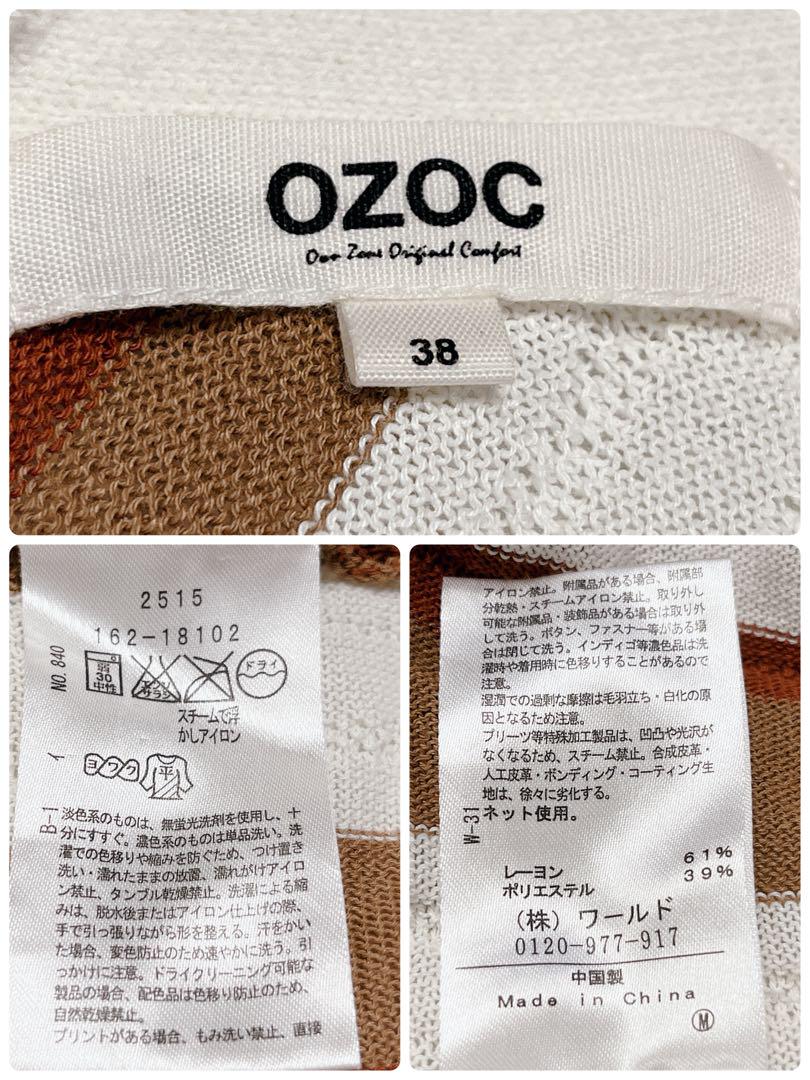 OZOC
Own Zone Original Comfort
38
2515
162-18102
NO. 840
弱
30
中性
エンソ
サラシ
ドライ
スチームで浮
かしアイロン
イ
ヨワク
平
B-1
淡色系のものは、無蛍光洗剤を使用し、十
分にすすぐ。濃色系のものは単品洗い。洗
濯での色移りや縮みを防ぐため、つけ置き
洗い・濡れたままの放置、濡れがけアイロ
ン禁止、タンブル乾燥禁止。洗濯による縮
みは、脱水後またはアイロン仕上げの際、
手で引っ張りながら形を整える。汗をかい
た場合、変色防止のため速やかに洗う。引
っかけに注意。ドライクリーニング可能な
製品の場合、配色品は色移り防止のため、
自然乾燥禁止。
プリントがある場合、もみ洗い禁止、直接
アイロン禁止。附属品がある場合、附属部
分乾熱・スチームアイロン禁止。取り外し
可能な附属品・装飾品がある場合は取り外
して洗う。ボタン、ファスナー等がある場
合は閉じて洗う。インディゴ等濃色品は洗
濯時や着用時に色移りすることがあるので
注意。
湿潤での過剰な摩擦は毛羽立ち・白化の原
因となるため注意。
プリーツ等特殊加工製品は、凹凸や光沢が
なくなるため、スチーム禁止。合成皮革・
人工皮革・ボンディング・コーティング生
地は、徐々に劣化する。
W-31
ネット使用。
レーヨン 61%
ポリエステル 39%
(株) ワールド
0120-977-917
中国製
Made in China
M